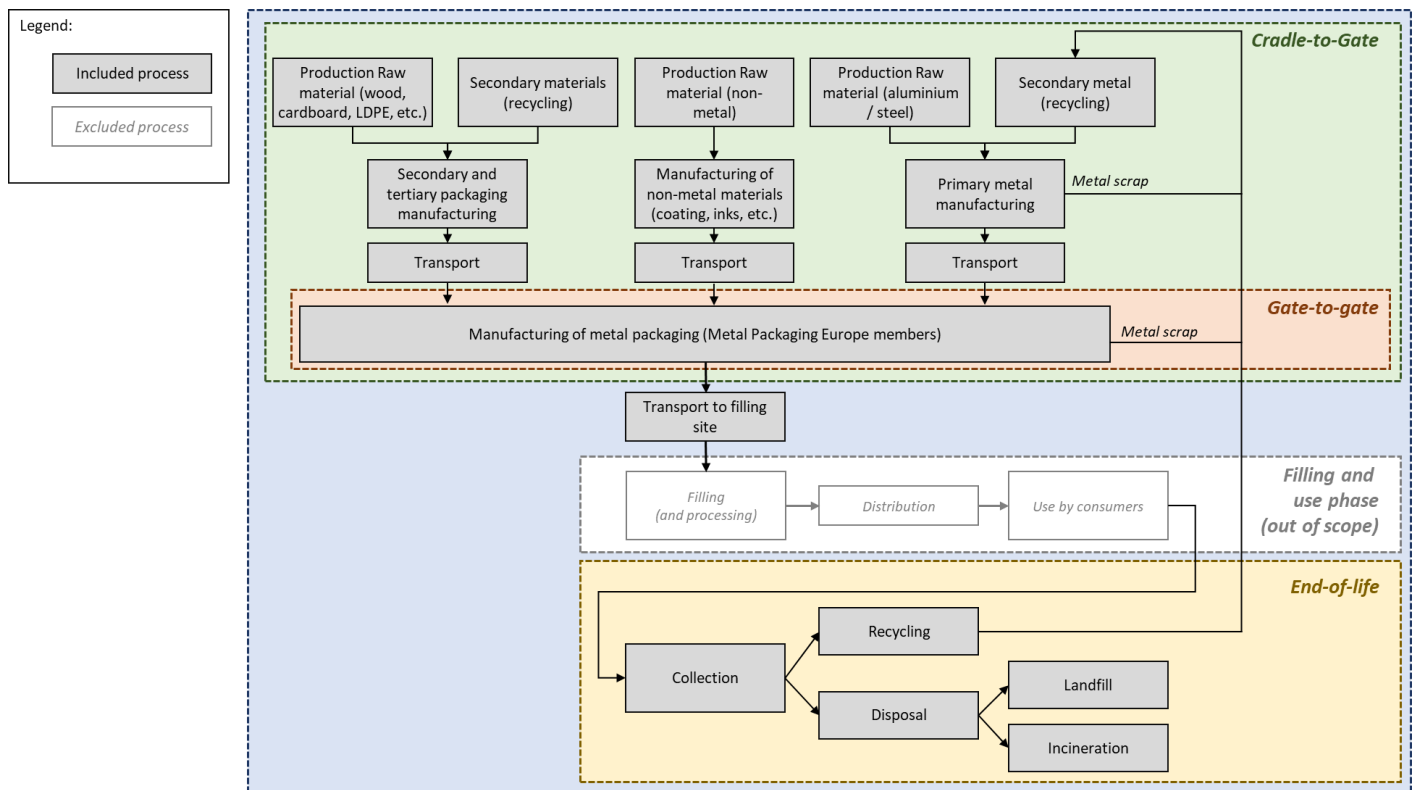 Legend:
Included process
Excluded process
Cradle-to-Gate
Production Raw
material (wood,
cardboard, LDPE, etc.)
Secondary materials
(recycling)
Production Raw
material (non-
metal)
Production Raw
material (aluminium
/ steel)
Secondary metal
(recycling)
Secondary and
tertiary packaging
manufacturing
Manufacturing of
non-metal materials
(coating, inks, etc.)
Primary metal
manufacturing
Metal scrap
Transport
Transport
Transport
Gate-to-gate
Manufacturing of metal packaging (Metal Packaging Europe members)
Metal scrap
Transport to filling
site
Filling and
use phase
(out of scope)
Filling
(and processing)
Distribution
Use by consumers
End-of-life
Recycling
Collection
Landfill
Disposal
Incineration